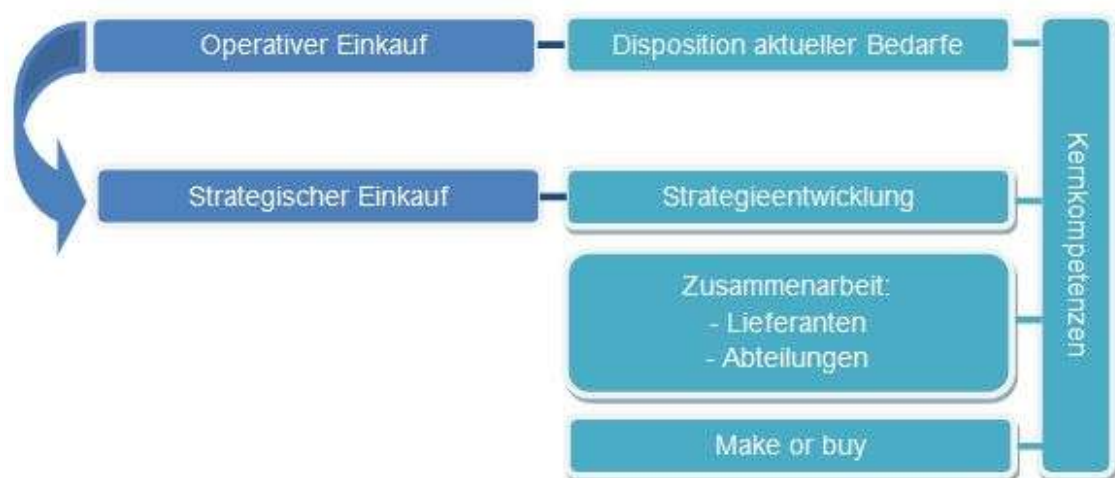 Operativer Einkauf
Disposition aktueller Bedarfe
Strategischer Einkauf
Strategieentwicklung
Zusammenarbeit:
- Lieferanten
- Abteilungen
Make or buy
Kernkompetenzen